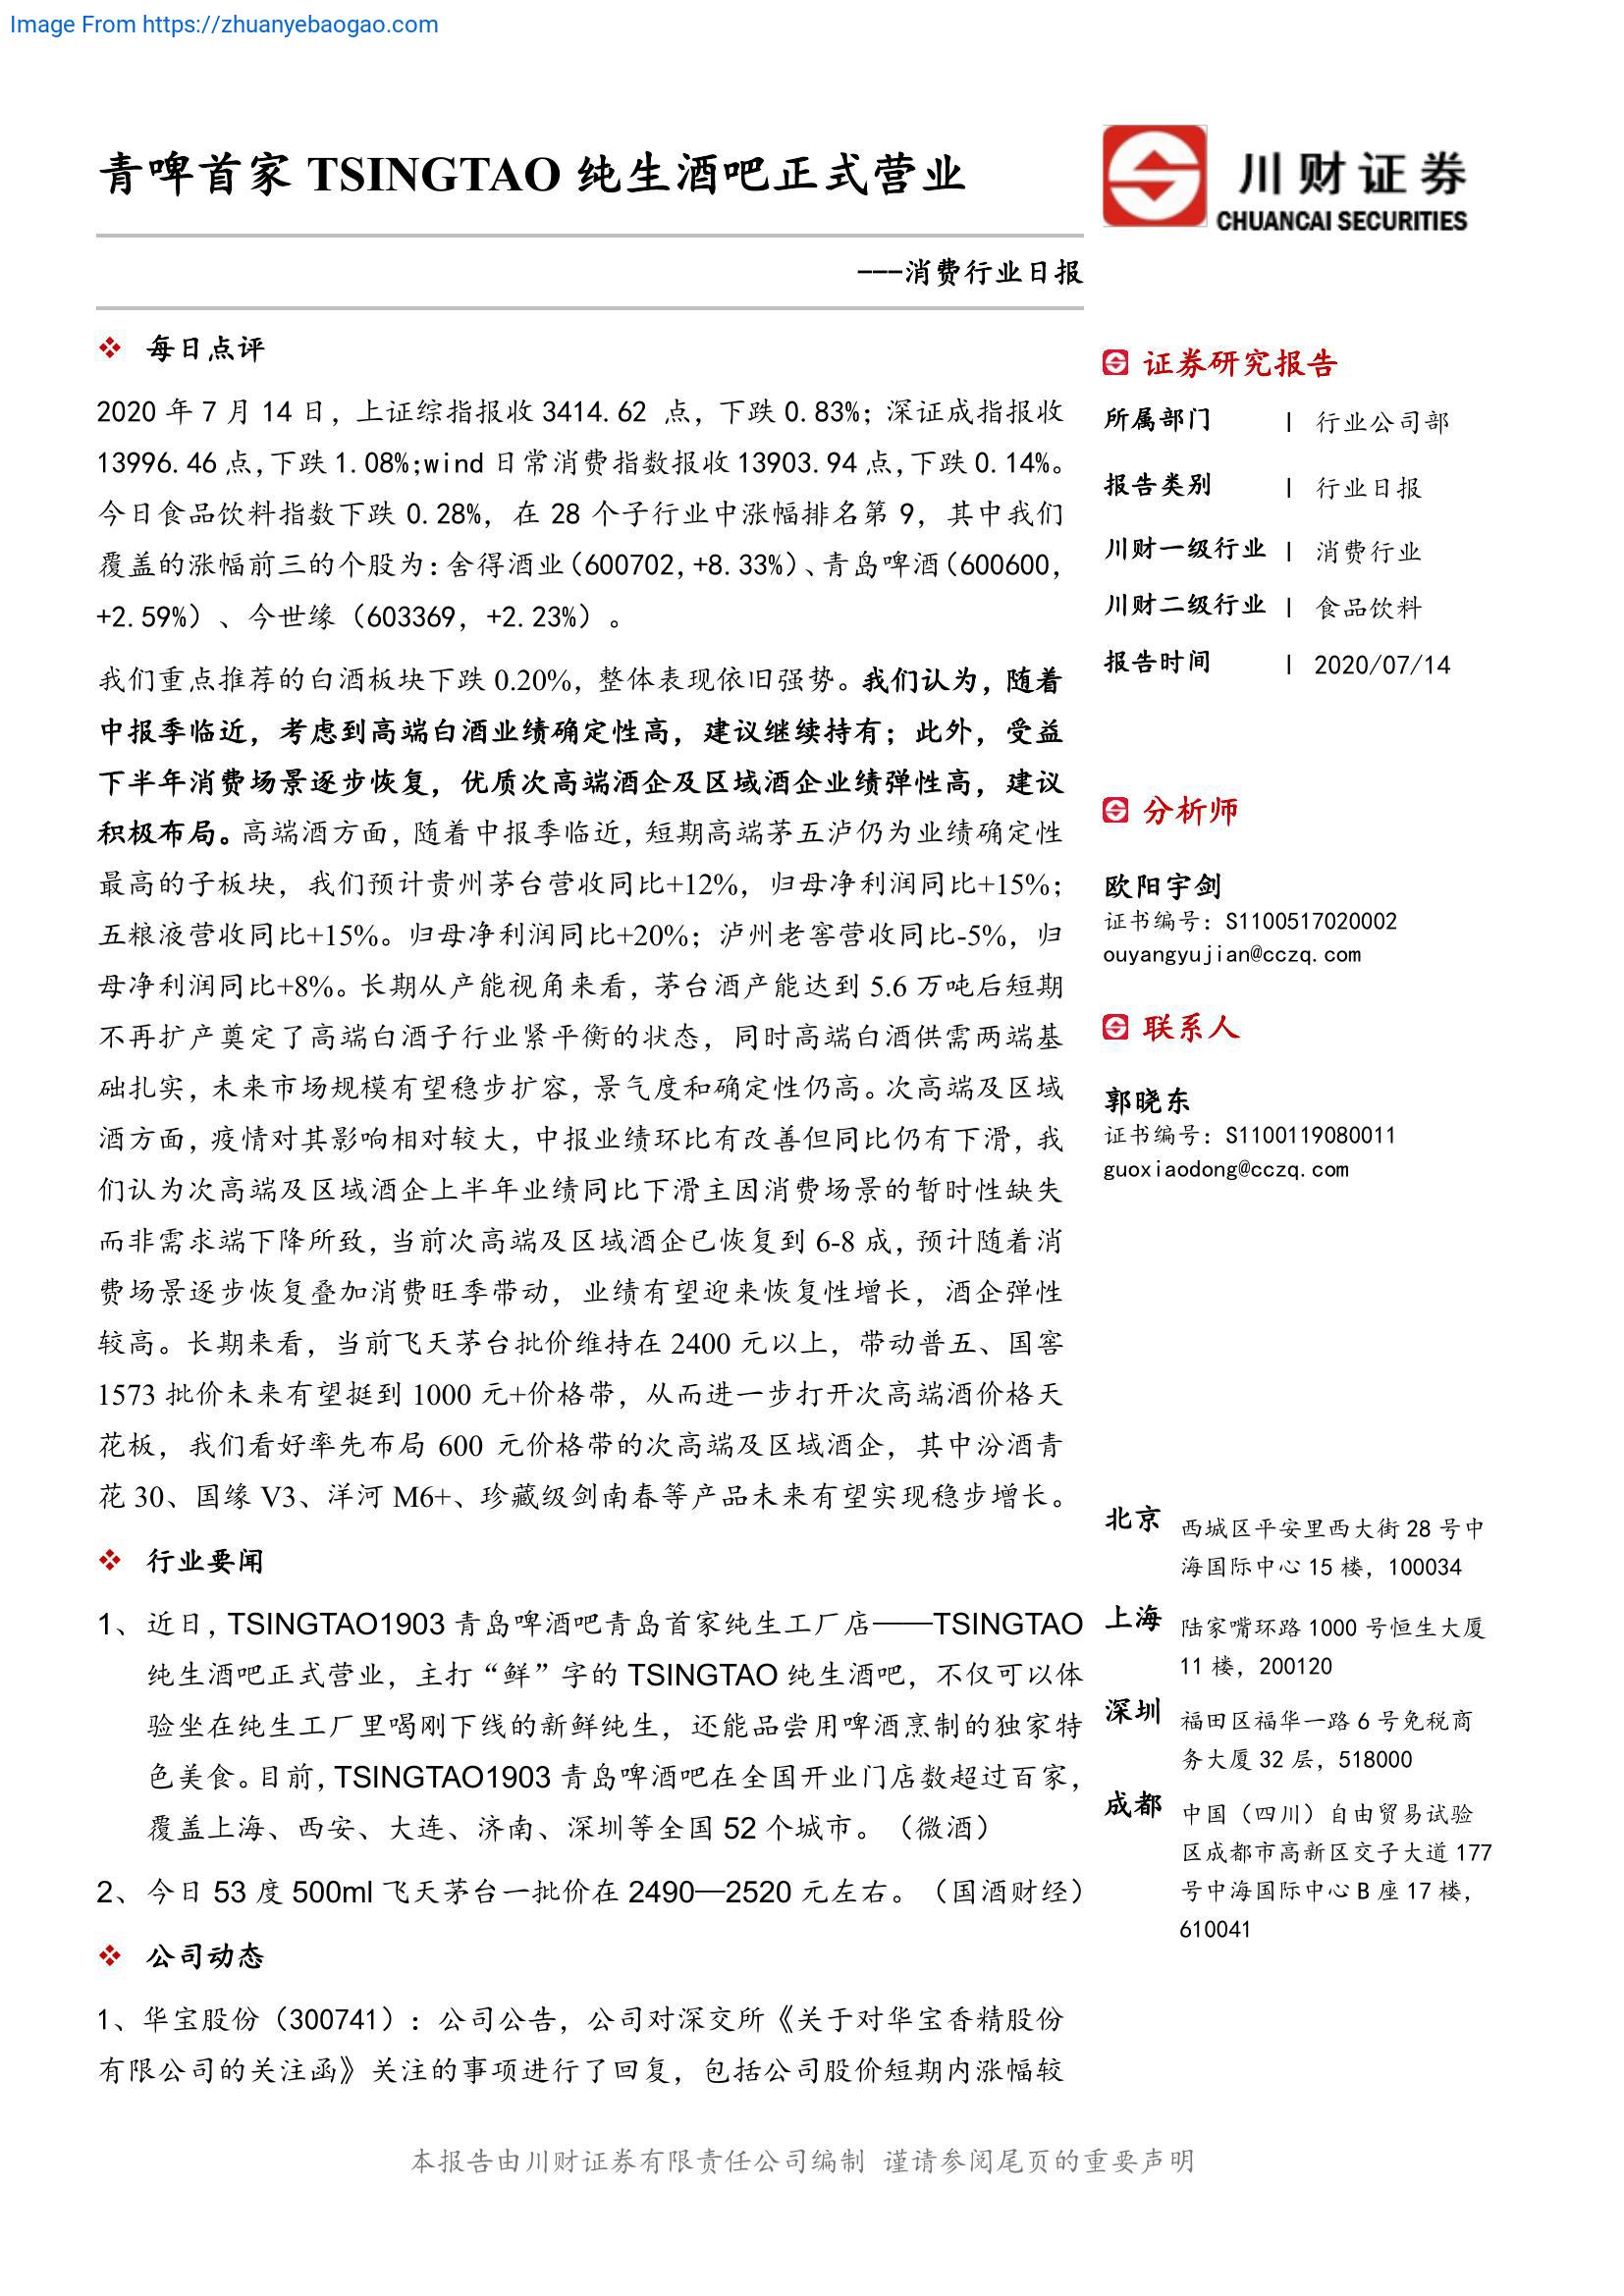 Image From https://zhuanyebaogao.com
青啤首家 TSINGTAO 纯生酒吧正式营业
川财证券
CHUANCAI SECURITIES
---消费行业日报
❖ 每日点评
2020 年 7 月 14 日，上证综指报收 3414.62 点，下跌 0.83%；深证成指报收
13996.46 点,下跌 1.08%;wind 日常消费指数报收 13903.94 点,下跌 0.14%。
今日食品饮料指数下跌 0.28%，在 28 个子行业中涨幅排名第 9，其中我们
覆盖的涨幅前三的个股为：舍得酒业（600702,+8.33%）、青岛啤酒（600600,
+2.59%）、今世缘（603369，+2.23%）。
我们重点推荐的白酒板块下跌 0.20%，整体表现依旧强势。我们认为，随着
中报季临近，考虑到高端白酒业绩确定性高，建议继续持有；此外，受益
下半年消费场景逐步恢复，优质次高端酒企及区域酒企业绩弹性高，建议
积极布局。高端酒方面，随着中报季临近，短期高端茅五泸仍为业绩确定性
最高的子板块，我们预计贵州茅台营收同比+12%，归母净利润同比+15%；
五粮液营收同比+15%。归母净利润同比+20%；泸州老窖营收同比-5%，归
母净利润同比+8%。长期从产能视角来看，茅台酒产能达到 5.6 万吨后短期
不再扩产奠定了高端白酒子行业紧平衡的状态，同时高端白酒供需两端基
础扎实，未来市场规模有望稳步扩容，景气度和确定性仍高。次高端及区域
酒方面，疫情对其影响相对较大，中报业绩环比有改善但同比仍有下滑，我
们认为次高端及区域酒企上半年业绩同比下滑主因消费场景的暂时性缺失
而非需求端下降所致，当前次高端及区域酒企已恢复到 6-8 成，预计随着消
费场景逐步恢复叠加消费旺季带动，业绩有望迎来恢复性增长，酒企弹性
较高。长期来看，当前飞天茅台批价维持在 2400 元以上，带动普五、国窖
1573 批价未来有望挺到 1000 元+价格带，从而进一步打开次高端酒价格天
花板，我们看好率先布局 600 元价格带的次高端及区域酒企，其中汾酒青
花 30、国缘 V3、洋河 M6+、珍藏级剑南春等产品未来有望实现稳步增长。
❖ 行业要闻
1、近日，TSINGTAO1903 青岛啤酒吧青岛首家纯生工厂店——TSINGTAO
纯生酒吧正式营业，主打“鲜”字的 TSINGTAO 纯生酒吧，不仅可以体
验坐在纯生工厂里喝刚下线的新鲜纯生，还能品尝用啤酒烹制的独家特
色美食。目前，TSINGTAO1903 青岛啤酒吧在全国开业门店数超过百家，
覆盖上海、西安、大连、济南、深圳等全国 52 个城市。（微酒）
2、今日 53 度 500ml 飞天茅台一批价在 2490—2520 元左右。（国酒财经）
❖ 公司动态
1、华宝股份（300741）：公司公告，公司对深交所《关于对华宝香精股份
有限公司的关注函》关注的事项进行了回复，包括公司股价短期内涨幅较
证券研究报告
所属部门 | 行业公司部
报告类别 | 行业日报
川财一级行业 | 消费行业
川财二级行业 | 食品饮料
报告时间 | 2020/07/14
分析师
欧阳宇剑
证书编号：S1100517020002
ouyangyujian@cczq.com
联系人
郭晓东
证书编号：S1100119080011
guoxiaodong@cczq.com
北京 西城区平安里西大街 28 号中
海国际中心 15 楼，100034
上海 陆家嘴环路 1000 号恒生大厦
11 楼，200120
深圳 福田区福华一路 6 号免税商
务大厦 32 层，518000
成都 中国（四川）自由贸易试验
区成都市高新区交子大道 177
号中海国际中心 B 座 17 楼，
610041
本报告由川财证券有限责任公司编制 谨请参阅尾页的重要声明